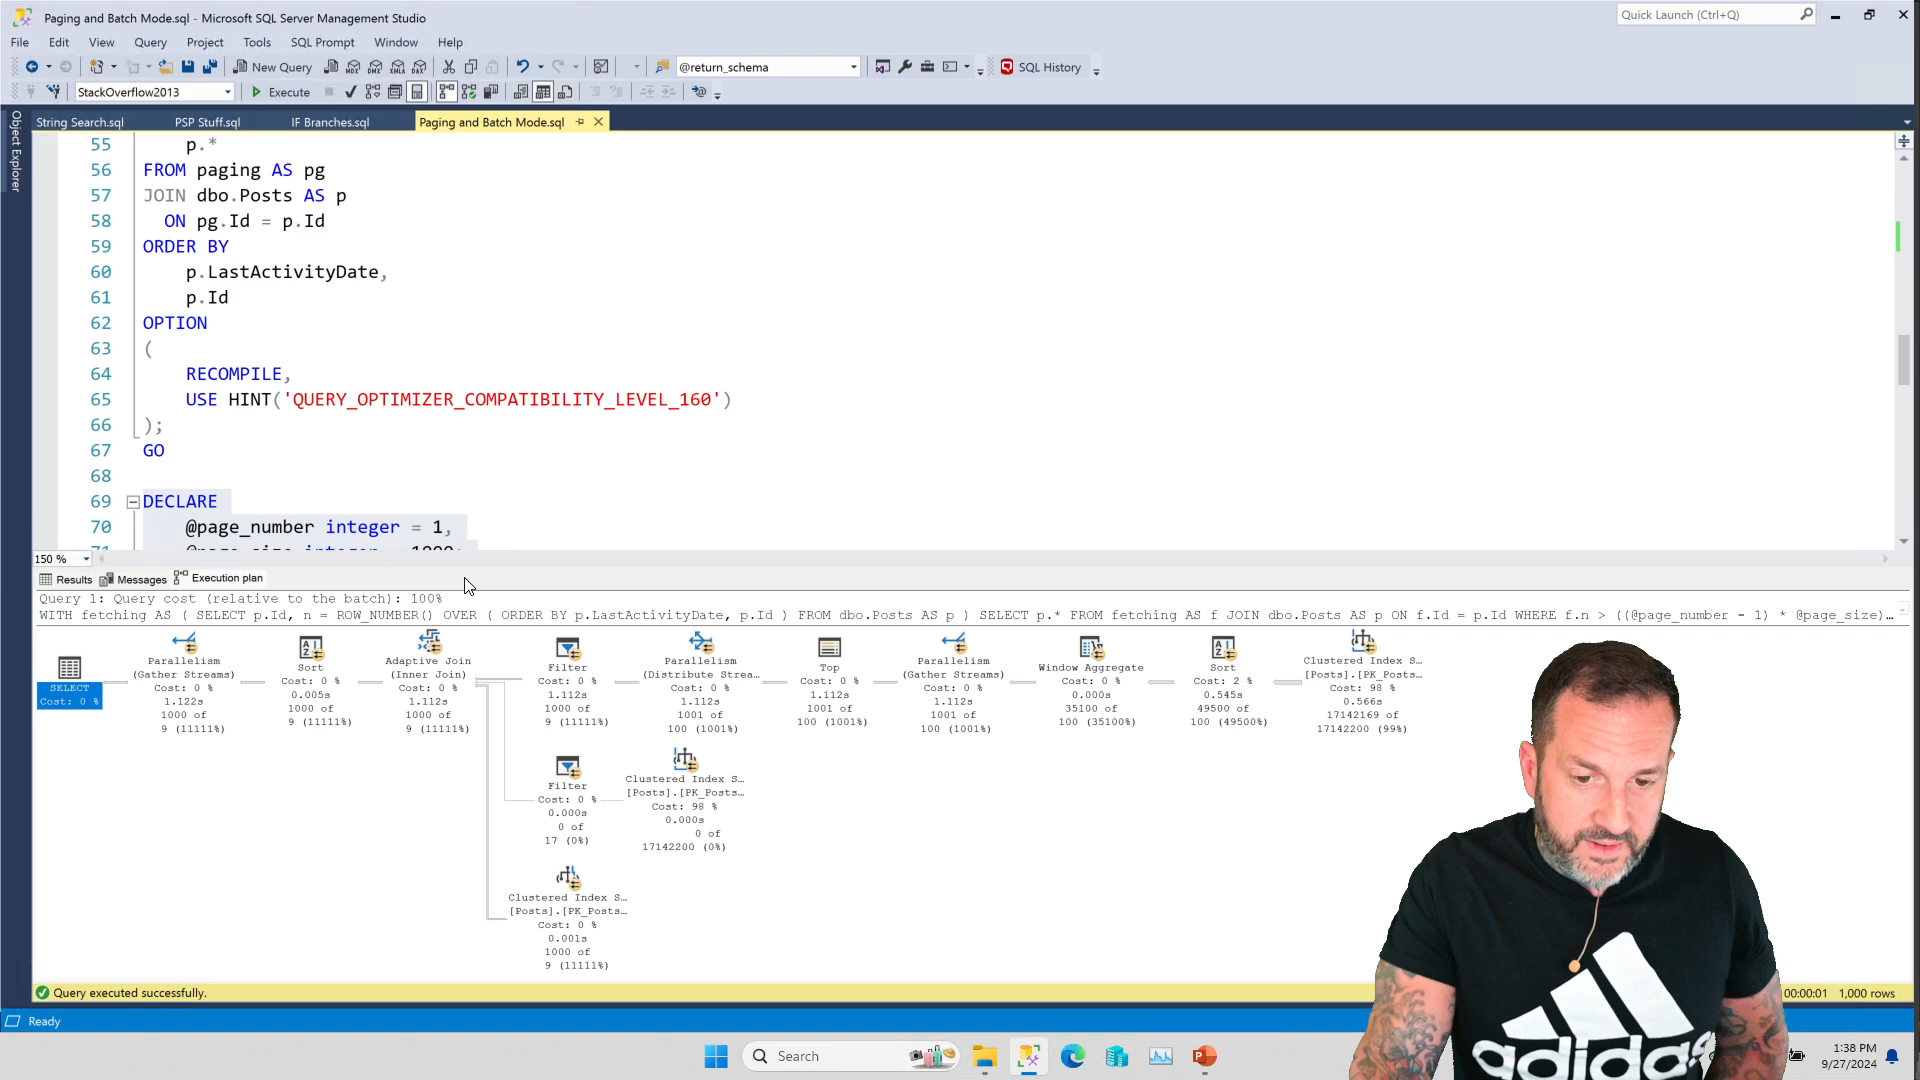 Paging and Batch Mode.sql - Microsoft SQL Server Management Studio
Quick Launch (Ctrl+Q)
File Edit View Query Project Tools SQL Prompt Window Help
New Query
@return_schema
SQL History
StackOverflow2013
Execute
String Search.sql PSP Stuff.sql IF Branches.sql Paging and Batch Mode.sql
Object Explorer
55 p.*
56 FROM paging AS pg
57 JOIN dbo.Posts AS p
58 ON pg.Id = p.Id
59 ORDER BY
60 p.LastActivityDate,
61 p.Id
62 OPTION
63 (
64 RECOMPILE,
65 USE HINT('QUERY_OPTIMIZER_COMPATIBILITY_LEVEL_160')
66 );
67 GO
68
69 DECLARE
70 @page_number integer = 1,
71 @page_size integer = 1000;
150 %
Results Messages Execution plan
Query 1: Query cost (relative to the batch): 100%
WITH fetching AS ( SELECT p.Id, n = ROW_NUMBER() OVER ( ORDER BY p.LastActivityDate, p.Id ) FROM dbo.Posts AS p ) SELECT p.* FROM fetching AS f JOIN dbo.Posts AS p ON f.Id = p.Id WHERE f.n > ((@page_number - 1) * @page_size)…
SELECT
Cost: 0 %
Parallelism
(Gather Streams)
Cost: 0 %
1.122s
1000 of
9 (11111%)
Sort
Cost: 0 %
0.005s
1000 of
9 (11111%)
Adaptive Join
(Inner Join)
Cost: 0 %
1.112s
1000 of
9 (11111%)
Filter
Cost: 0 %
1.112s
1000 of
9 (11111%)
Parallelism
(Distribute Strea…
Cost: 0 %
1.112s
1001 of
100 (1001%)
Top
Cost: 0 %
1.112s
1001 of
100 (1001%)
Parallelism
(Gather Streams)
Cost: 0 %
1.112s
1001 of
100 (1001%)
Window Aggregate
Cost: 0 %
0.000s
35100 of
100 (35100%)
Sort
Cost: 2 %
0.545s
49500 of
100 (49500%)
Clustered Index S…
[Posts].[PK_Posts…
Cost: 98 %
0.566s
17142169 of
17142200 (99%)
Filter
Cost: 0 %
0.000s
0 of
17 (0%)
Clustered Index S…
[Posts].[PK_Posts…
Cost: 98 %
0.000s
0 of
17142200 (0%)
Clustered Index S…
[Posts].[PK_Posts…
Cost: 0 %
0.001s
1000 of
9 (11111%)
Query executed successfully.
00:00:01 1,000 rows
Ready
adidas
Search
1:38 PM
9/27/2024